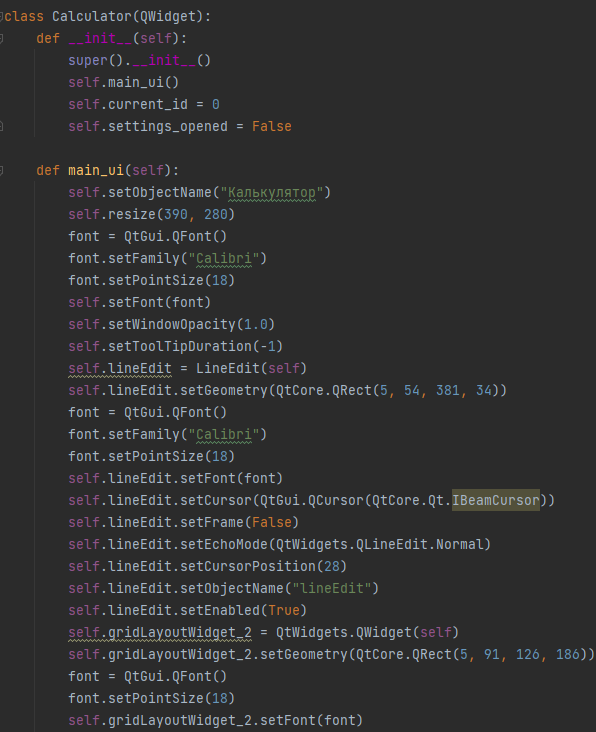 class Calculator(QWidget):
    def __init__(self):
        super().__init__()
        self.main_ui()
        self.current_id = 0
        self.settings_opened = False

    def main_ui(self):
        self.setObjectName("Калькулятор")
        self.resize(390, 280)
        font = QtGui.QFont()
        font.setFamily("Calibri")
        font.setPointSize(18)
        self.setFont(font)
        self.setWindowOpacity(1.0)
        self.setToolTipDuration(-1)
        self.lineEdit = LineEdit(self)
        self.lineEdit.setGeometry(QtCore.QRect(5, 54, 381, 34))
        font = QtGui.QFont()
        font.setFamily("Calibri")
        font.setPointSize(18)
        self.lineEdit.setFont(font)
        self.lineEdit.setCursor(QtGui.QCursor(QtCore.Qt.IBeamCursor))
        self.lineEdit.setFrame(False)
        self.lineEdit.setEchoMode(QtWidgets.QLineEdit.Normal)
        self.lineEdit.setCursorPosition(28)
        self.lineEdit.setObjectName("lineEdit")
        self.lineEdit.setEnabled(True)
        self.gridLayoutWidget_2 = QtWidgets.QWidget(self)
        self.gridLayoutWidget_2.setGeometry(QtCore.QRect(5, 91, 126, 186))
        font = QtGui.QFont()
        font.setPointSize(18)
        self.gridLayoutWidget_2.setFont(font)